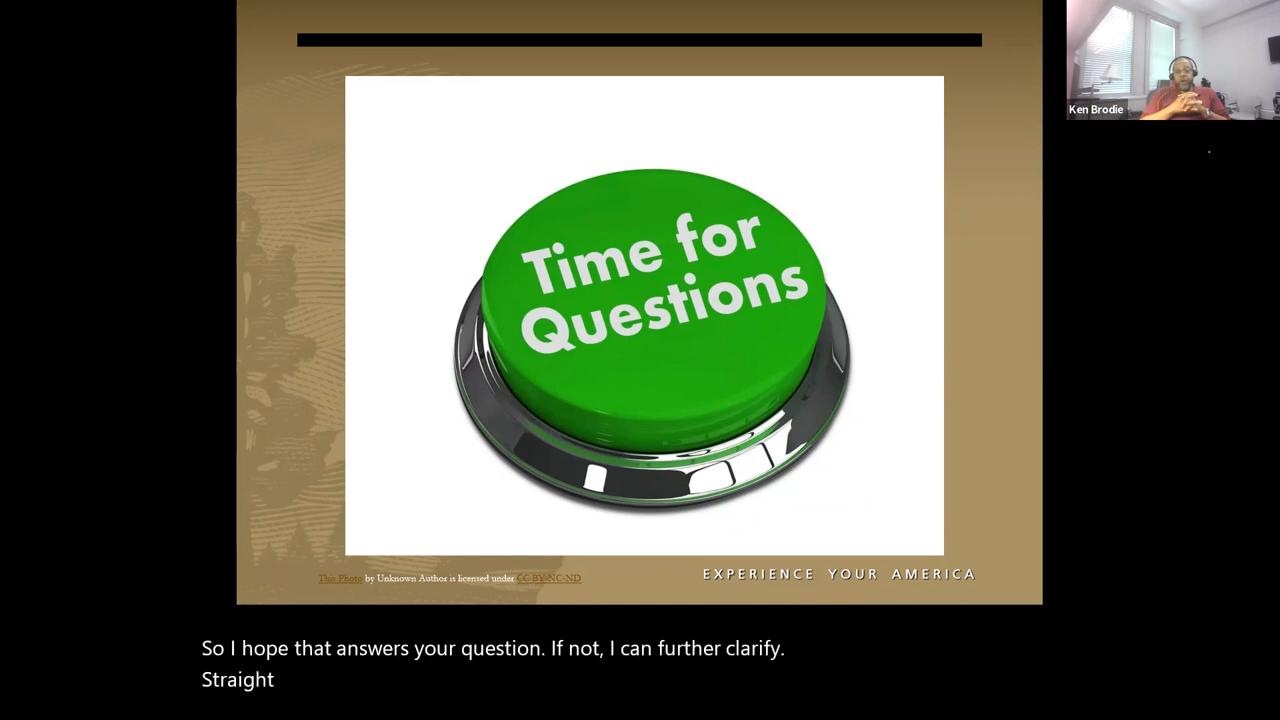 Ken Brodie
Time for
Questions
This Photo by Unknown Author is licensed under CC BY-NC-ND
EXPERIENCE YOUR AMERICA
So I hope that answers your question. If not, I can further clarify.
Straight